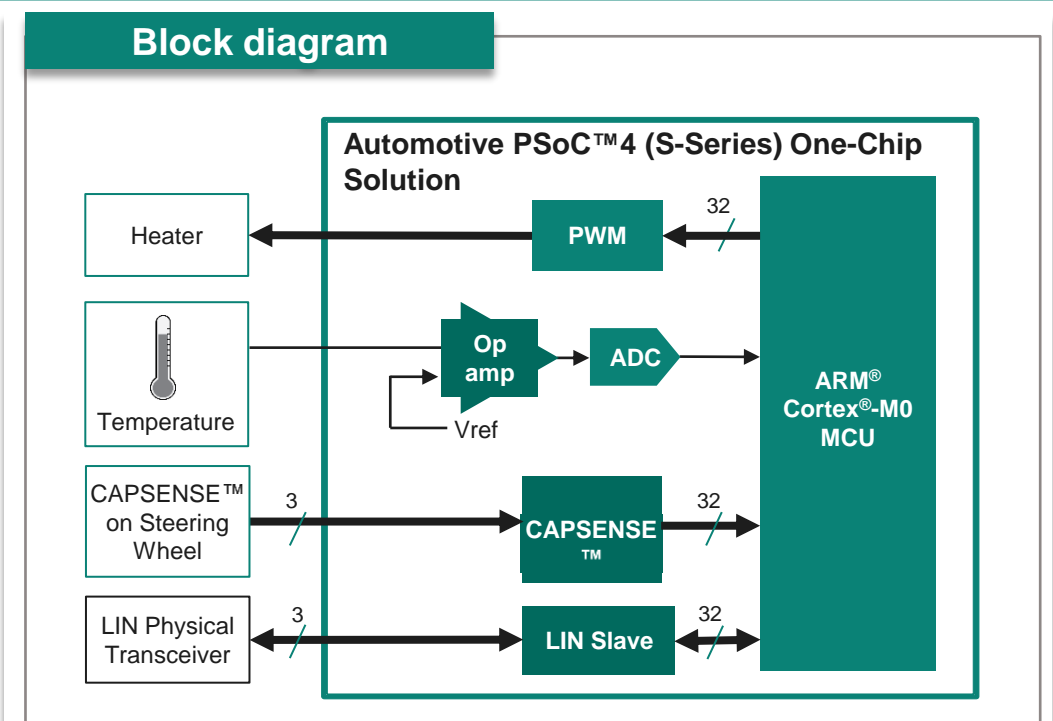 Block diagram
Automotive PSoC™4 (S-Series) One-Chip
Solution
Heater
PWM
32
Temperature
Op
amp
Vref
ADC
ARM®
Cortex®-M0
MCU
CAPSENSE™
on Steering
Wheel
3
CAPSENSE
™
32
LIN Physical
Transceiver
3
LIN Slave
32